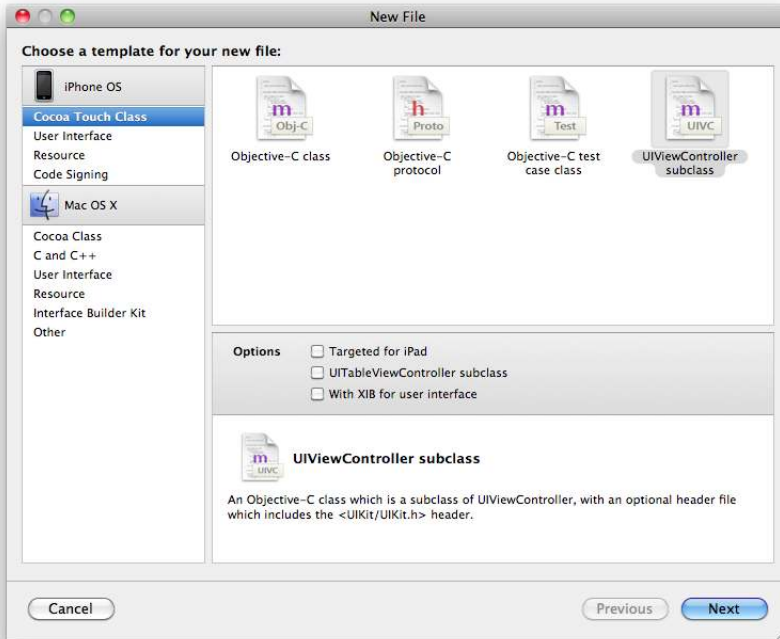 New File
Choose a template for your new file:
iPhone OS
Cocoa Touch Class
User Interface
Resource
Code Signing
Mac OS X
Cocoa Class
C and C++
User Interface
Resource
Interface Builder Kit
Other
m
Obj-C
Objective-C class
h
Proto
Objective-C
protocol
m
Test
Objective-C test
case class
m
UIVC
UIViewController
subclass
Options
Targeted for iPad
UITableViewController subclass
With XIB for user interface
m
UIVC
UIViewController subclass
An Objective-C class which is a subclass of UIViewController, with an optional header file
which includes the <UIKit/UIKit.h> header.
Cancel
Previous
Next